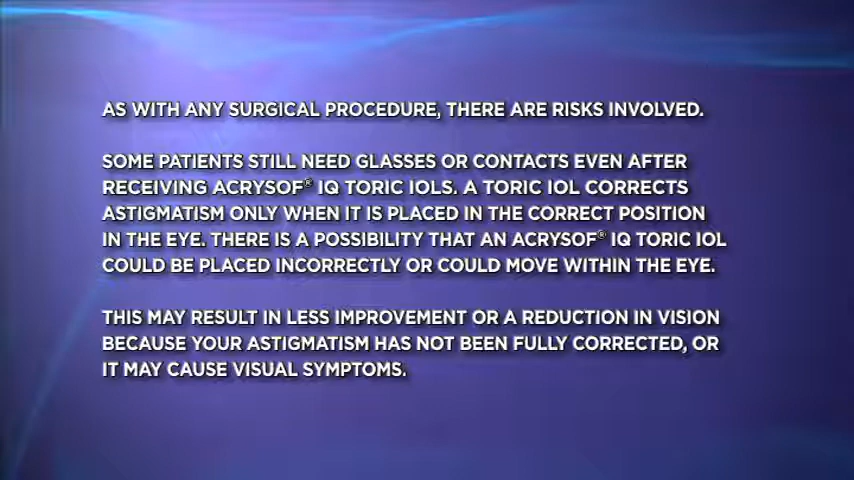 AS WITH ANY SURGICAL PROCEDURE, THERE ARE RISKS INVOLVED.
SOME PATIENTS STILL NEED GLASSES OR CONTACTS EVEN AFTER
RECEIVING ACRYSOF® IQ TORIC IOLS. A TORIC IOL CORRECTS
ASTIGMATISM ONLY WHEN IT IS PLACED IN THE CORRECT POSITION
IN THE EYE. THERE IS A POSSIBILITY THAT AN ACRYSOF® IQ TORIC IOL
COULD BE PLACED INCORRECTLY OR COULD MOVE WITHIN THE EYE.
THIS MAY RESULT IN LESS IMPROVEMENT OR A REDUCTION IN VISION
BECAUSE YOUR ASTIGMATISM HAS NOT BEEN FULLY CORRECTED, OR
IT MAY CAUSE VISUAL SYMPTOMS.